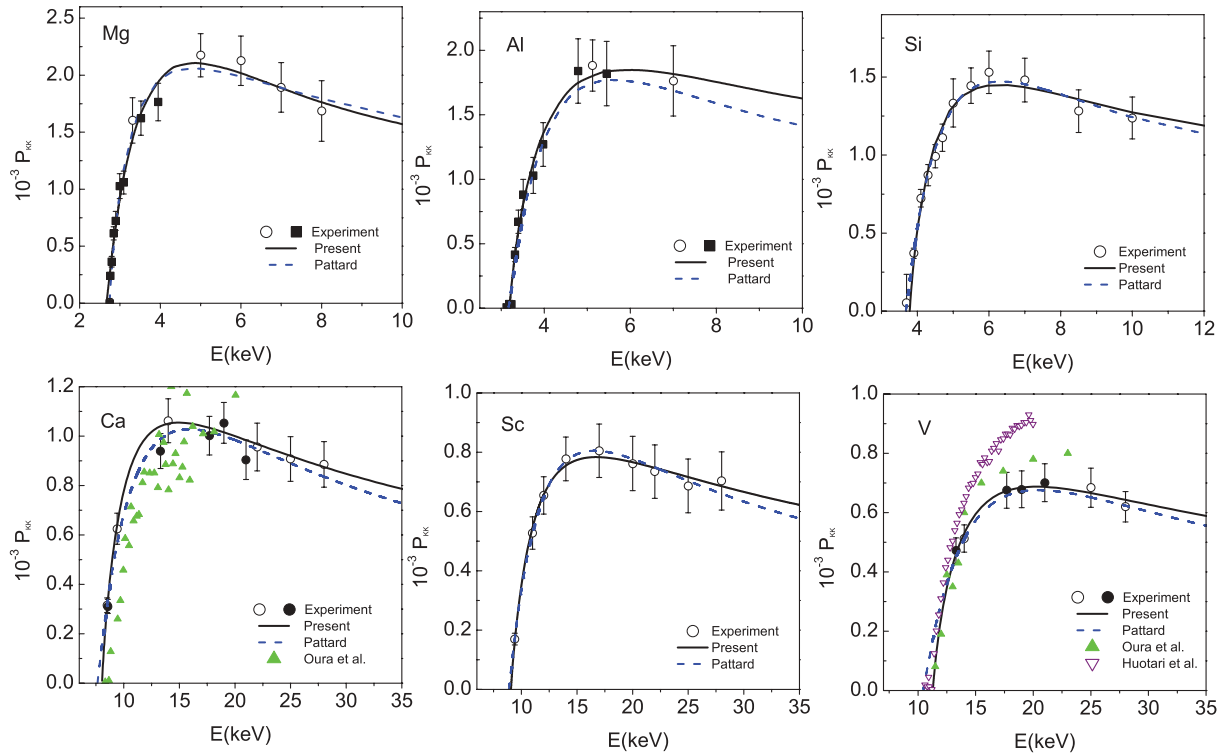 Mg
2.5
2.0
1.5
1.0
0.5
0.0
10⁻³ Pκκ
Experiment
Present
Pattard
2 4 6 8 10
E(keV)
Al
2.0
1.5
1.0
0.5
0.0
10⁻³ Pκκ
Experiment
Present
Pattard
4 6 8 10
E(keV)
Si
1.5
1.0
0.5
0.0
10⁻³ Pκκ
Experiment
Present
Pattard
4 6 8 10 12
E(keV)
Ca
1.2
1.0
0.8
0.6
0.4
0.2
0.0
10⁻³ Pκκ
Experiment
Present
Pattard
Oura et al.
10 15 20 25 30 35
E(keV)
Sc
1.0
0.8
0.6
0.4
0.2
0.0
10⁻³ Pκκ
Experiment
Present
Pattard
10 15 20 25 30 35
E(keV)
V
1.0
0.8
0.6
0.4
0.2
0.0
10⁻³ Pκκ
Experiment
Present
Pattard
Oura et al.
Huotari et al.
10 15 20 25 30 35
E(keV)